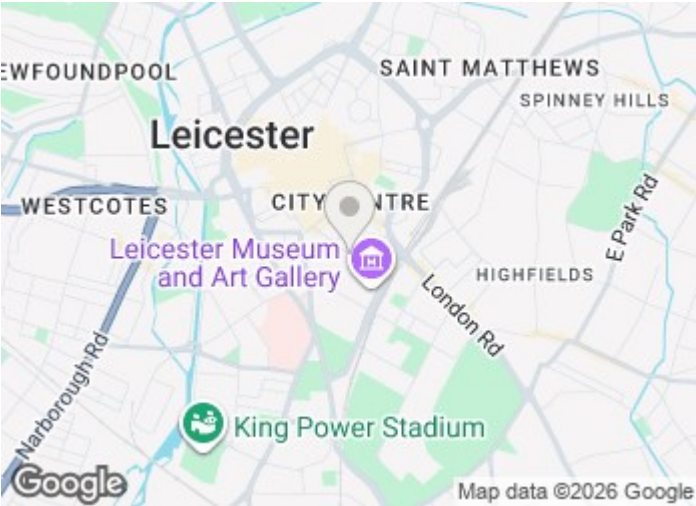 EWFOUNDPOOL
SAINT MATTHEWS
SPINNEY HILLS
Leicester
WESTCOTES
CITY
NTRE
E Park Rd
Leicester Museum
and Art Gallery
HIGHFIELDS
London Rd
Narborough Rd
King Power Stadium
Google
Map data ©2026 Google